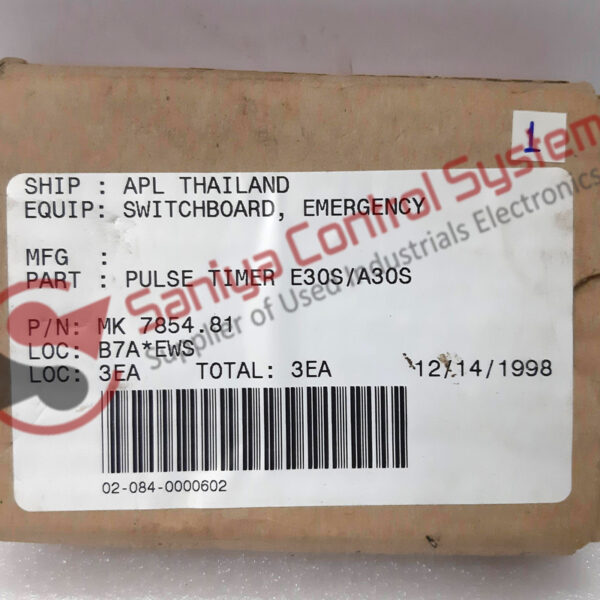 1
SHIP : APL THAILAND
EQUIP: SWITCHBOARD, EMERGENCY
MFG :
PART : PULSE TIMER E30S/A30S
P/N: MK 7854.81
LOC: B7A*EWS
LOC: 3EA TOTAL: 3EA 12/14/1998
02-084-0000602
Saniya Control System
Supplier of Used Industrials Electronics